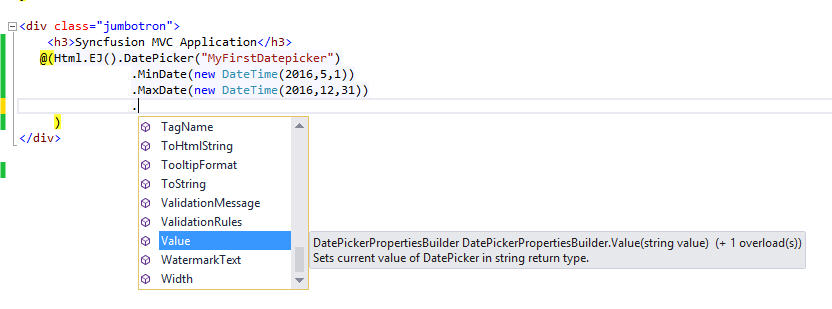 <div class="jumbotron">
<h3>Syncfusion MVC Application</h3>
@(Html.EJ().DatePicker("MyFirstDatepicker")
.MinDate(new DateTime(2016,5,1))
.MaxDate(new DateTime(2016,12,31))
.
)
</div>
TagName
ToHtmlString
TooltipFormat
ToString
ValidationMessage
ValidationRules
Value
WatermarkText
Width
DatePickerPropertiesBuilder DatePickerPropertiesBuilder.Value(string value) (+ 1 overload(s))
Sets current value of DatePicker in string return type.